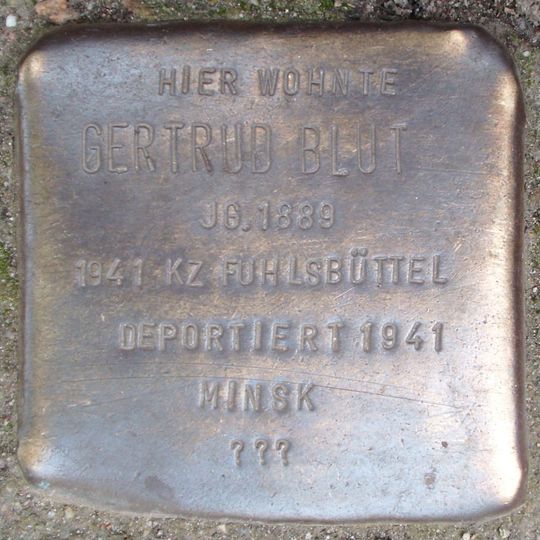 HIER WOHNTE
GERTRUD BLUT
JG. 1889
1941 KZ FUHLSBÜTTEL
DEPORTIERT 1941
MINSK
???